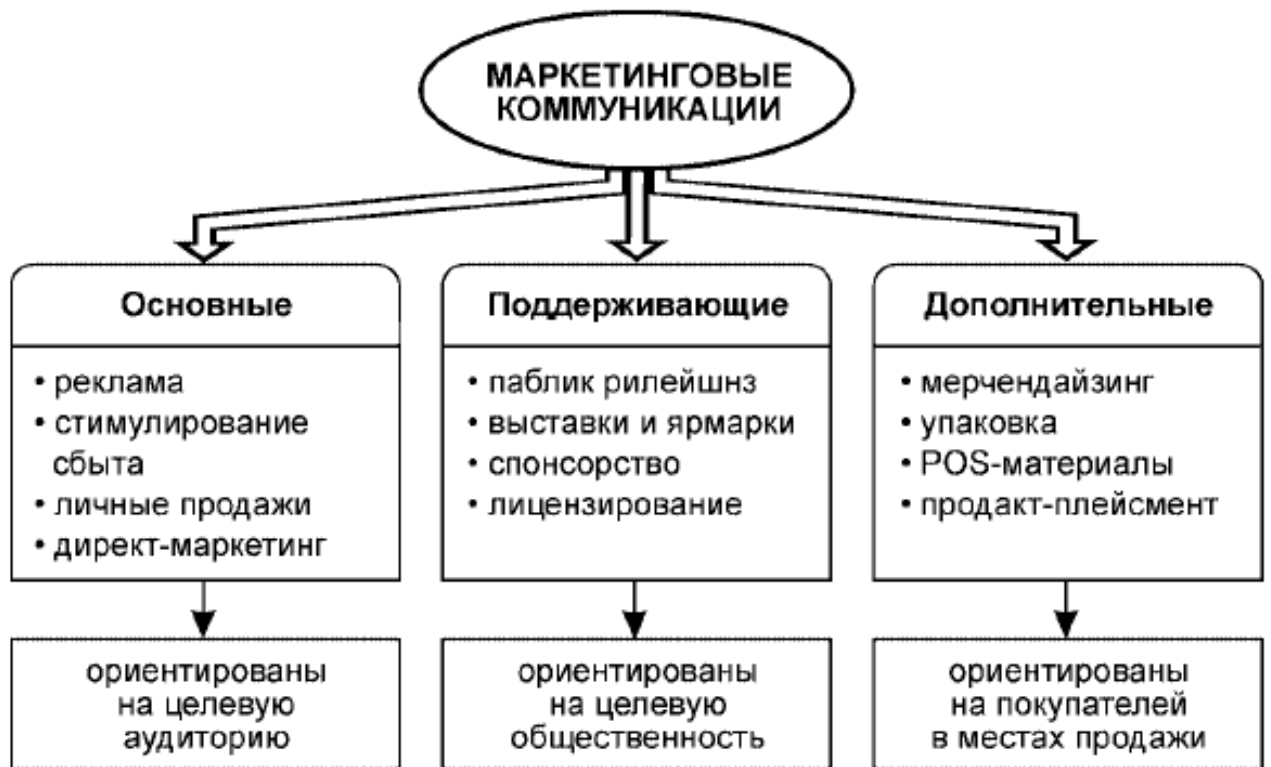 МАРКЕТИНГОВЫЕ
КОММУНИКАЦИИ
Основные
• реклама
• стимулирование
сбыта
• личные продажи
• директ-маркетинг
ориентированы
на целевую
аудиторию
Поддерживающие
• паблик рилейшнз
• выставки и ярмарки
• спонсорство
• лицензирование
ориентированы
на целевую
общественность
Дополнительные
• мерчендайзинг
• упаковка
• POS-материалы
• продакт-плейсмент
ориентированы
на покупателей
в местах продажи